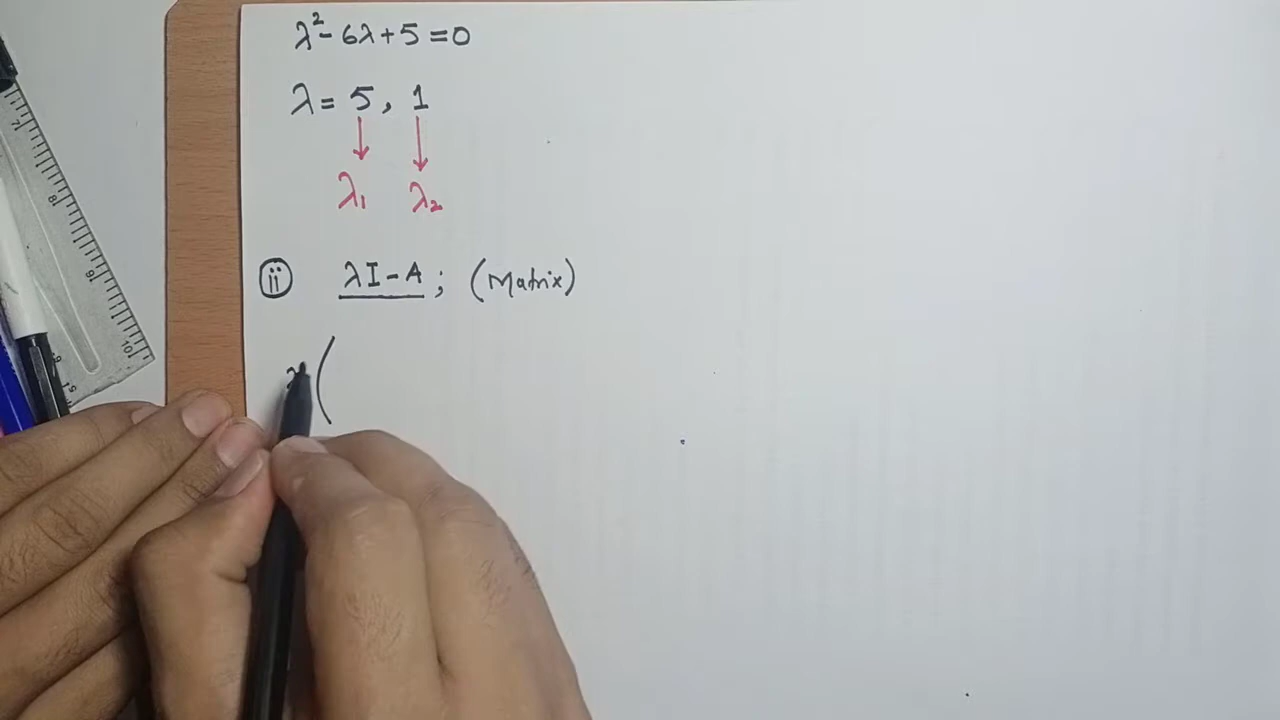 λ² - 6λ + 5 = 0
λ = 5 , 1
λ₁ λ₂
ii λI - A ; (Matrix)
λ (